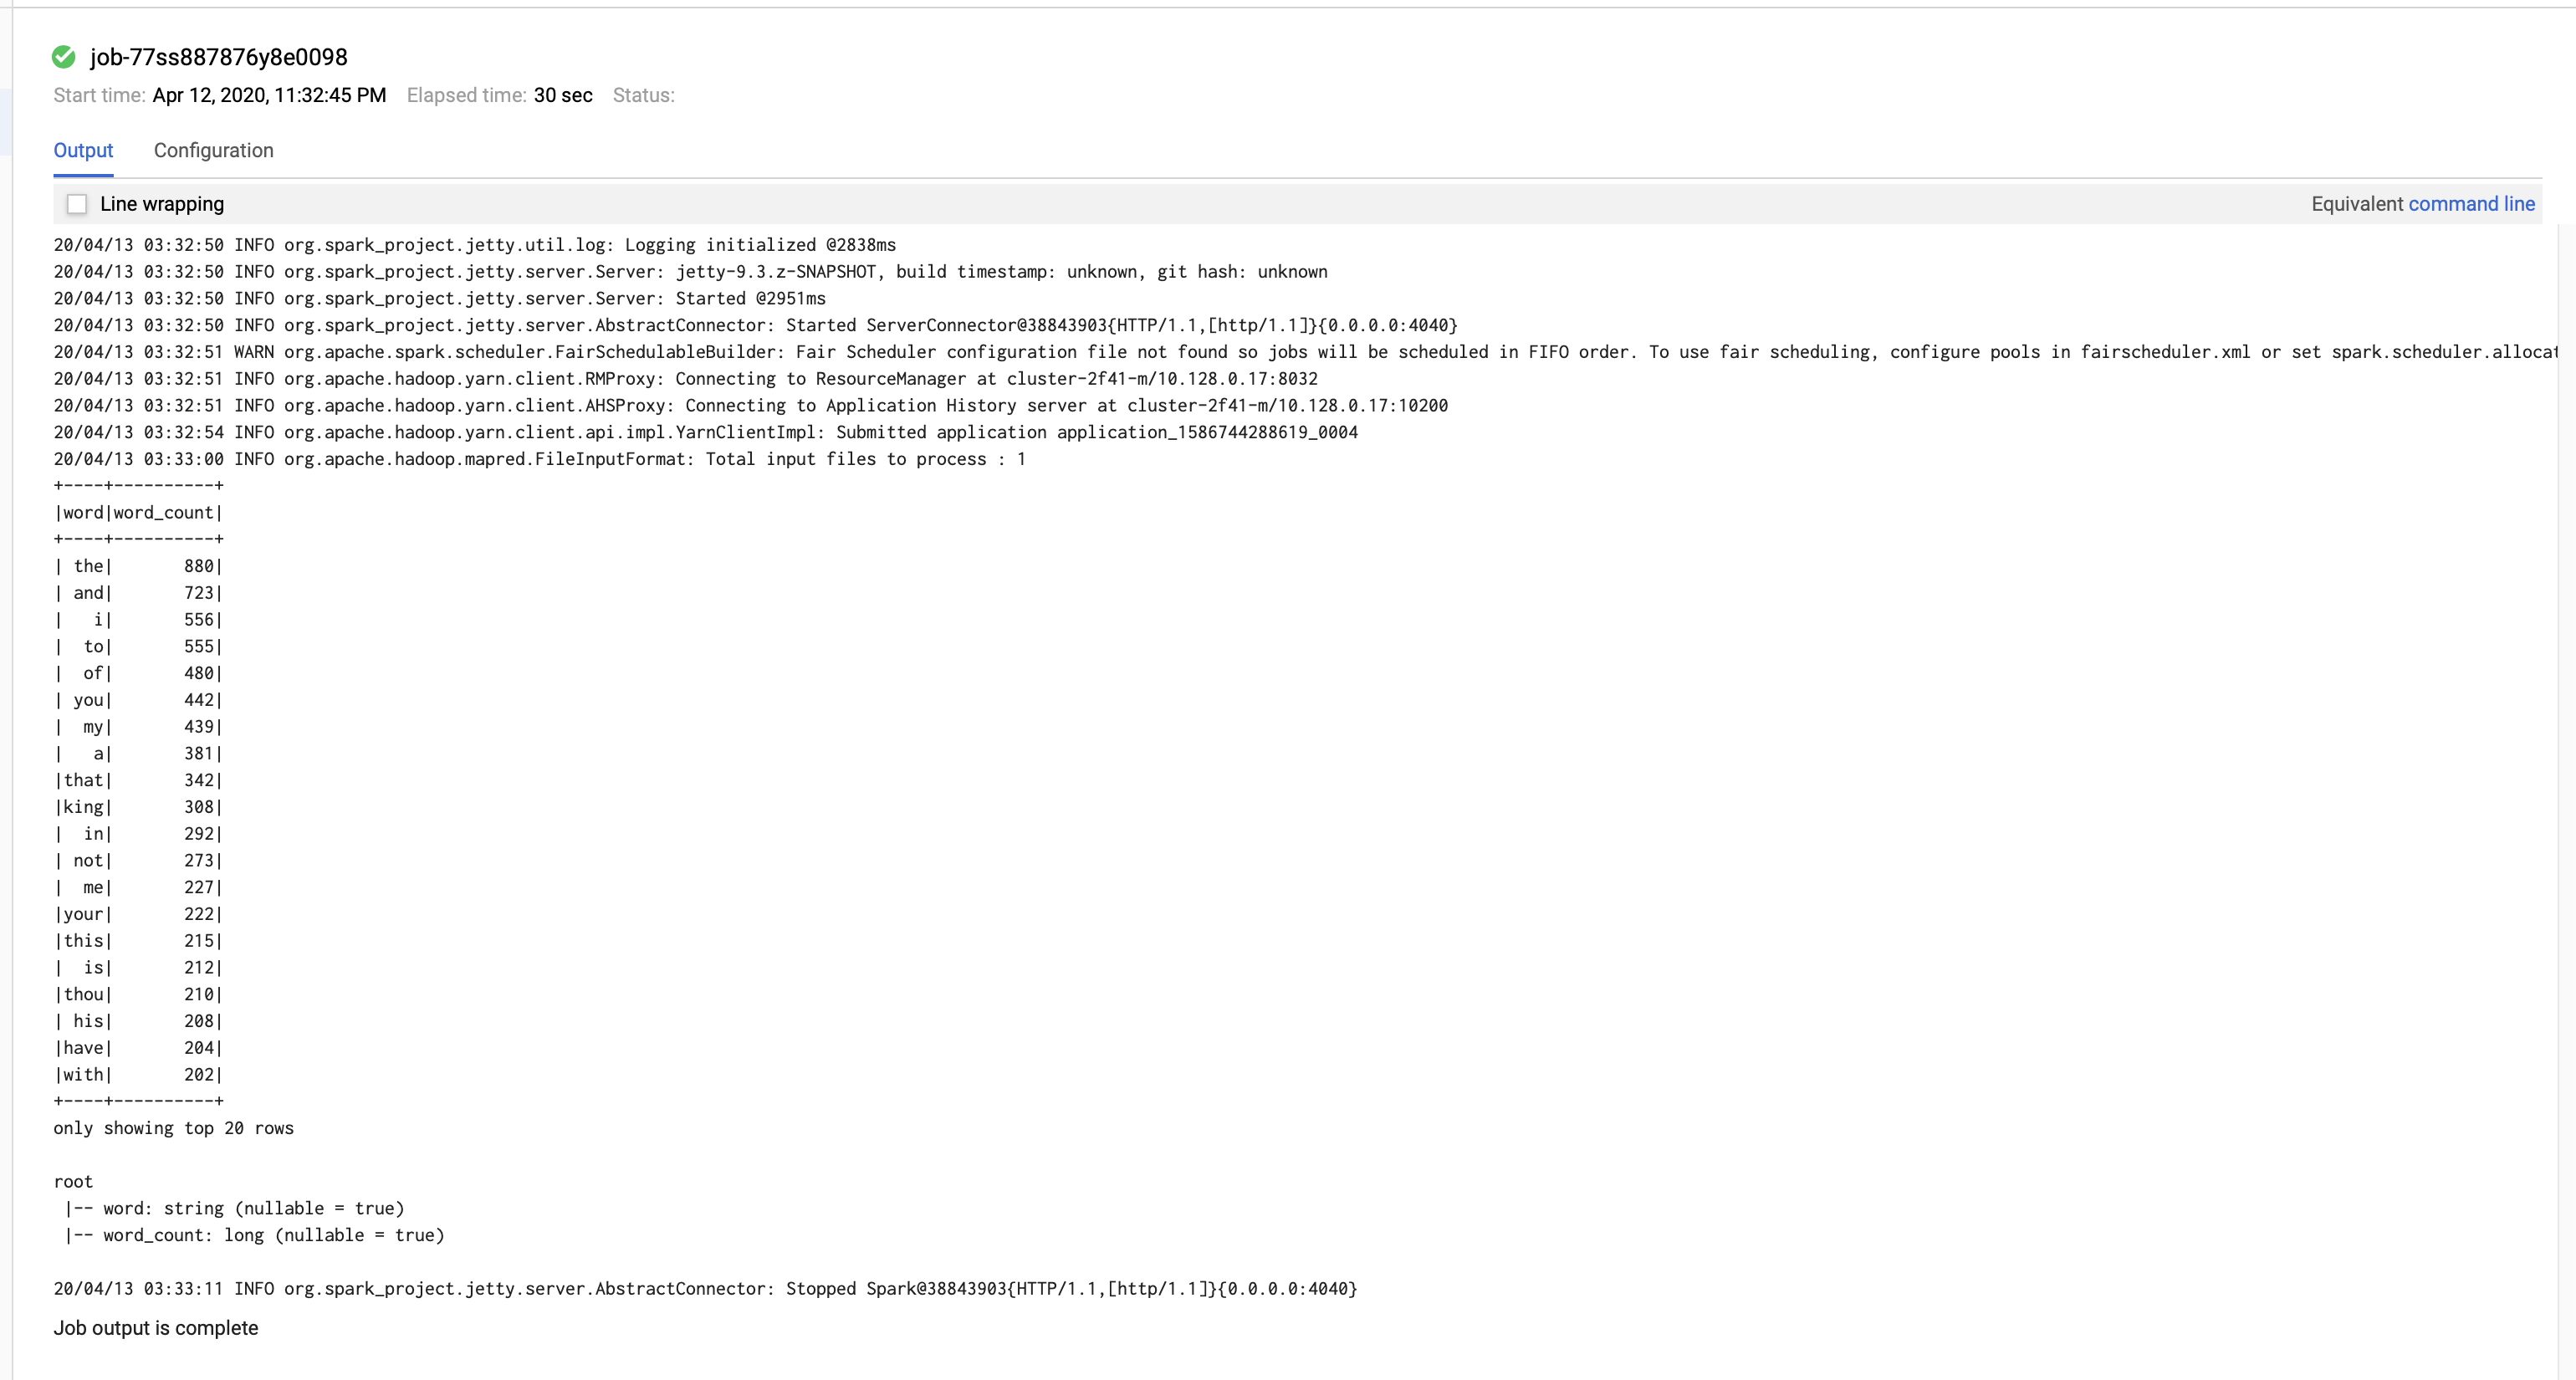 job-77ss887876y8e0098
Start time: Apr 12, 2020, 11:32:45 PM Elapsed time: 30 sec Status:
Output Configuration
Line wrapping Equivalent command line
20/04/13 03:32:50 INFO org.spark_project.jetty.util.log: Logging initialized @2838ms
20/04/13 03:32:50 INFO org.spark_project.jetty.server.Server: jetty-9.3.z-SNAPSHOT, build timestamp: unknown, git hash: unknown
20/04/13 03:32:50 INFO org.spark_project.jetty.server.Server: Started @2951ms
20/04/13 03:32:50 INFO org.spark_project.jetty.server.AbstractConnector: Started ServerConnector@38843903{HTTP/1.1,[http/1.1]}{0.0.0.0:4040}
20/04/13 03:32:51 WARN org.apache.spark.scheduler.FairSchedulableBuilder: Fair Scheduler configuration file not found so jobs will be scheduled in FIFO order. To use fair scheduling, configure pools in fairscheduler.xml or set spark.scheduler.allocat
20/04/13 03:32:51 INFO org.apache.hadoop.yarn.client.RMProxy: Connecting to ResourceManager at cluster-2f41-m/10.128.0.17:8032
20/04/13 03:32:51 INFO org.apache.hadoop.yarn.client.AHSProxy: Connecting to Application History server at cluster-2f41-m/10.128.0.17:10200
20/04/13 03:32:54 INFO org.apache.hadoop.yarn.client.api.impl.YarnClientImpl: Submitted application application_1586744288619_0004
20/04/13 03:33:00 INFO org.apache.hadoop.mapred.FileInputFormat: Total input files to process : 1
+----+----------+
|word|word_count|
+----+----------+
| the|       880|
| and|       723|
|   i|       556|
|  to|       555|
|  of|       480|
| you|       442|
|  my|       439|
|   a|       381|
|that|       342|
|king|       308|
|  in|       292|
| not|       273|
|  me|       227|
|your|       222|
|this|       215|
|  is|       212|
|thou|       210|
| his|       208|
|have|       204|
|with|       202|
+----+----------+
only showing top 20 rows
root
 |-- word: string (nullable = true)
 |-- word_count: long (nullable = true)
20/04/13 03:33:11 INFO org.spark_project.jetty.server.AbstractConnector: Stopped Spark@38843903{HTTP/1.1,[http/1.1]}{0.0.0.0:4040}
Job output is complete